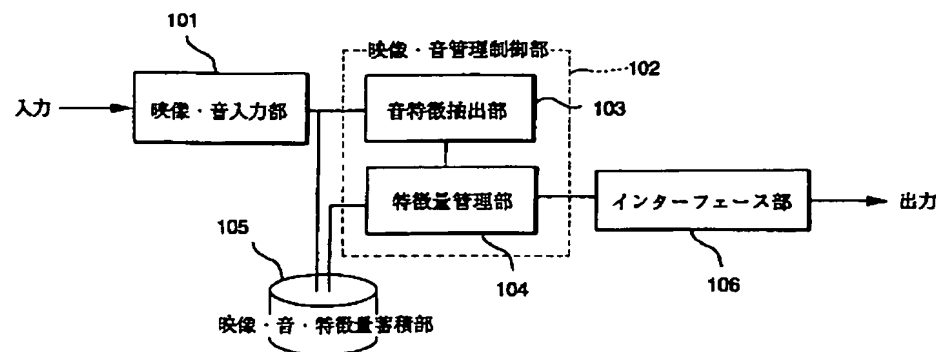 101
映像・音管理制御部
102
入力
映像・音入力部
音特徴抽出部
103
特徴量管理部
インターフェース部
出力
105
104
106
映像・音・特徴量蓄積部